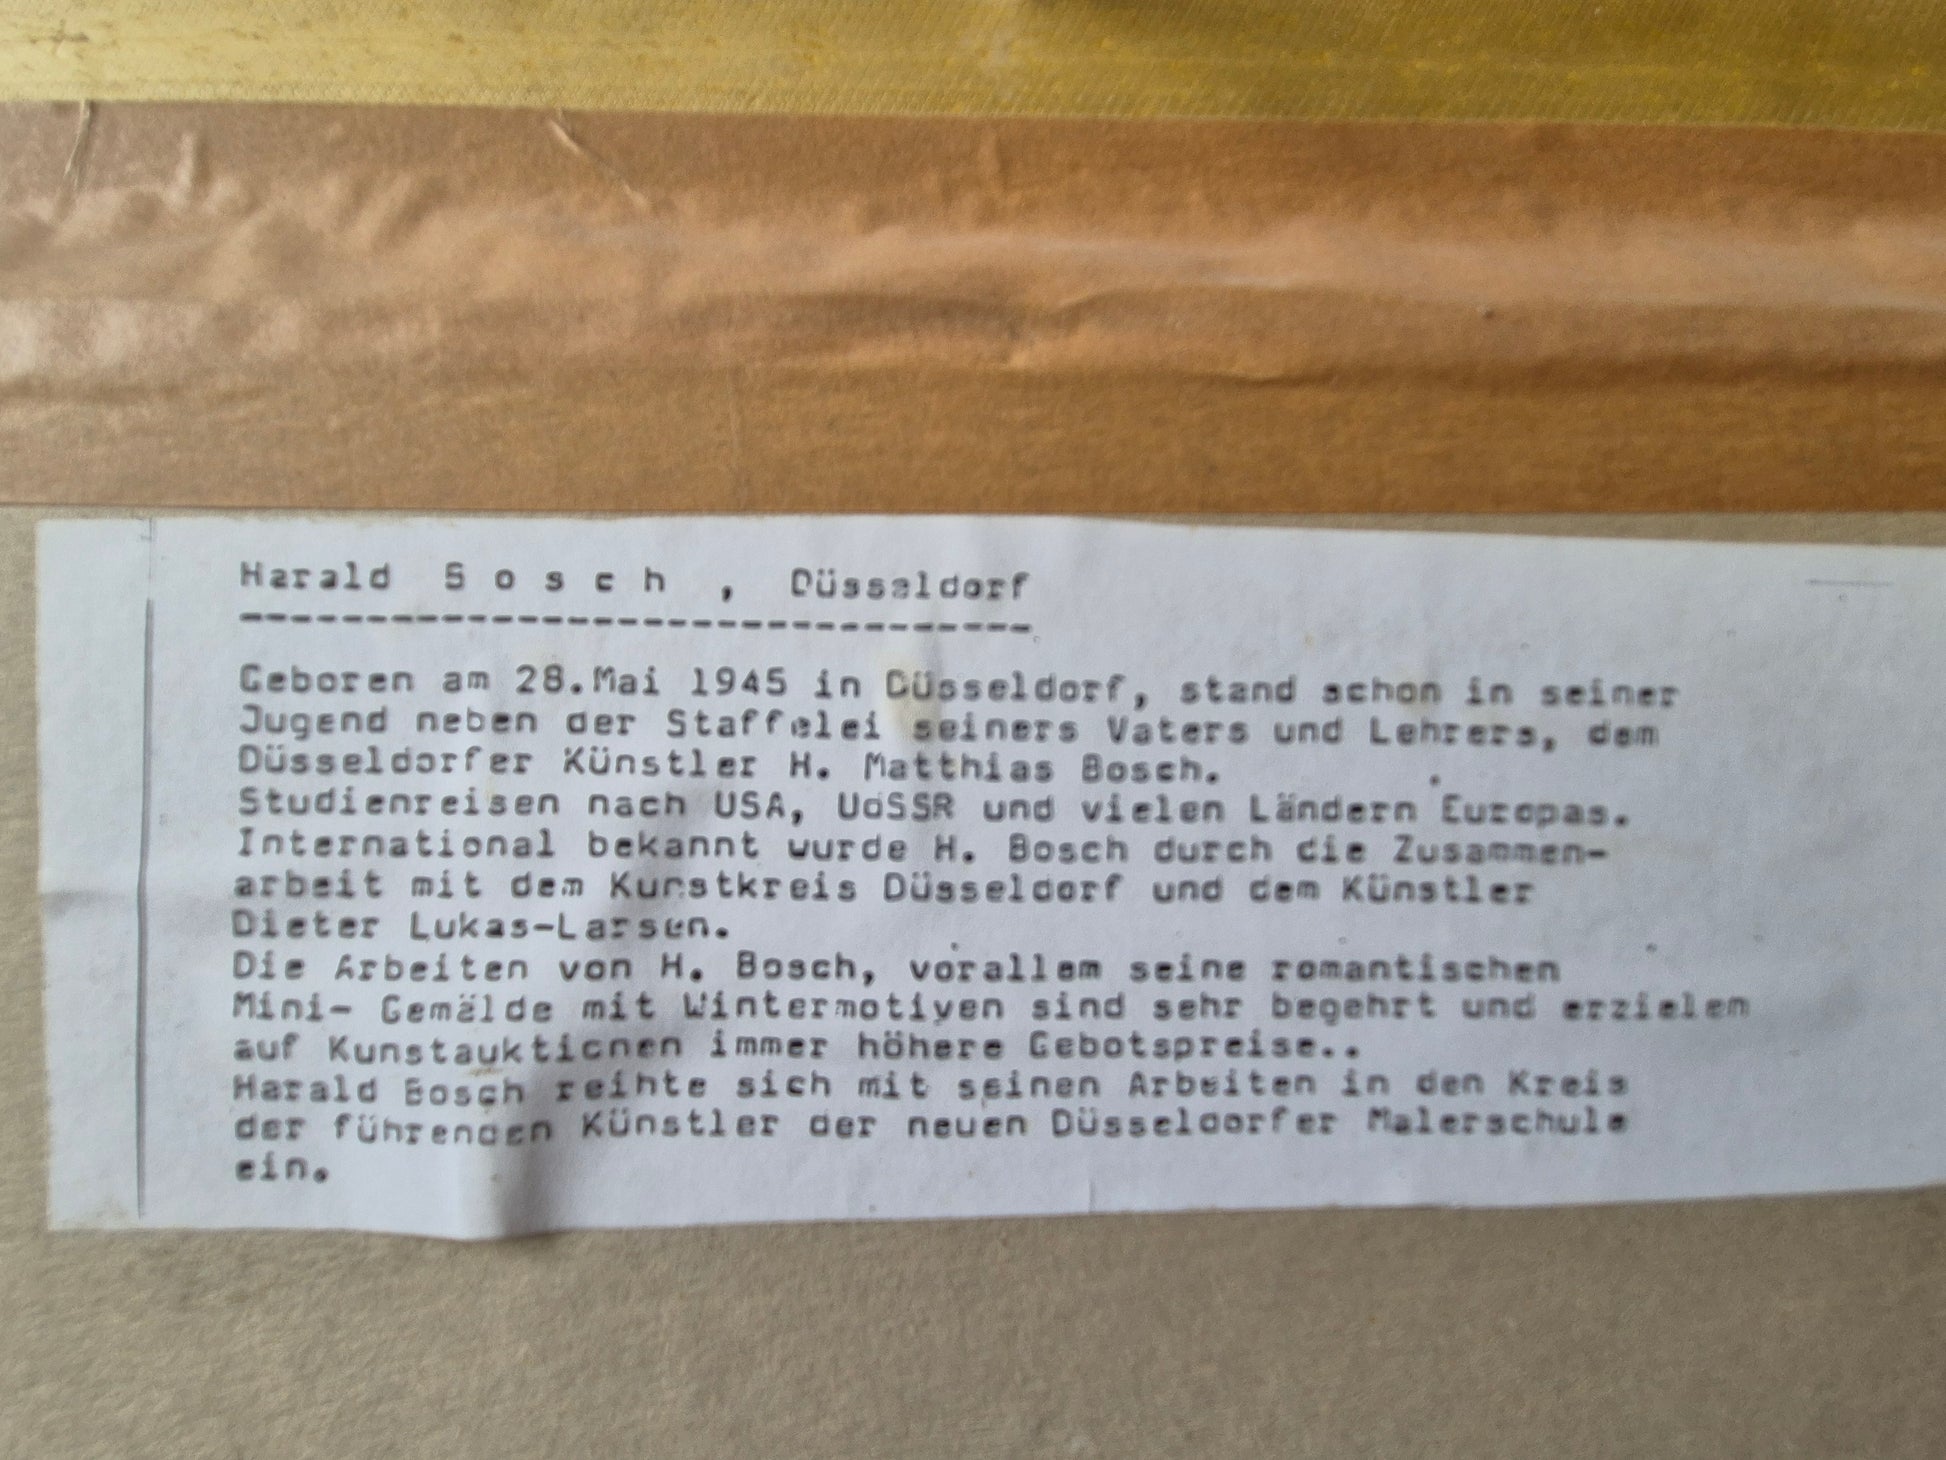 Harald B o s c h , Düsseldorf
-------------------------------
Geboren am 28.Mai 1945 in Düsseldorf, stand schon in seiner
Jugend neben der Staffelei seiners Vaters und Lehrers, dem
Düsseldorfer Künstler H. Matthias Bosch.
Studienreisen nach USA, UdSSR und vielen Ländern Europas.
International bekannt wurde H. Bosch durch die Zusammen-
arbeit mit dem Kunstkreis Düsseldorf und dem Künstler
Dieter Lukas-Larsen.
Die Arbeiten von H. Bosch, vorallem seine romantischen
Mini- Gemälde mit Wintermotiven sind sehr begehrt und erzielem
auf Kunstauktionen immer höhere Gebotspreise..
Harald Bosch reihte sich mit seinen Arbeiten in den Kreis
der führenden Künstler der neuen Düsseldorfer Malerschule
ein.